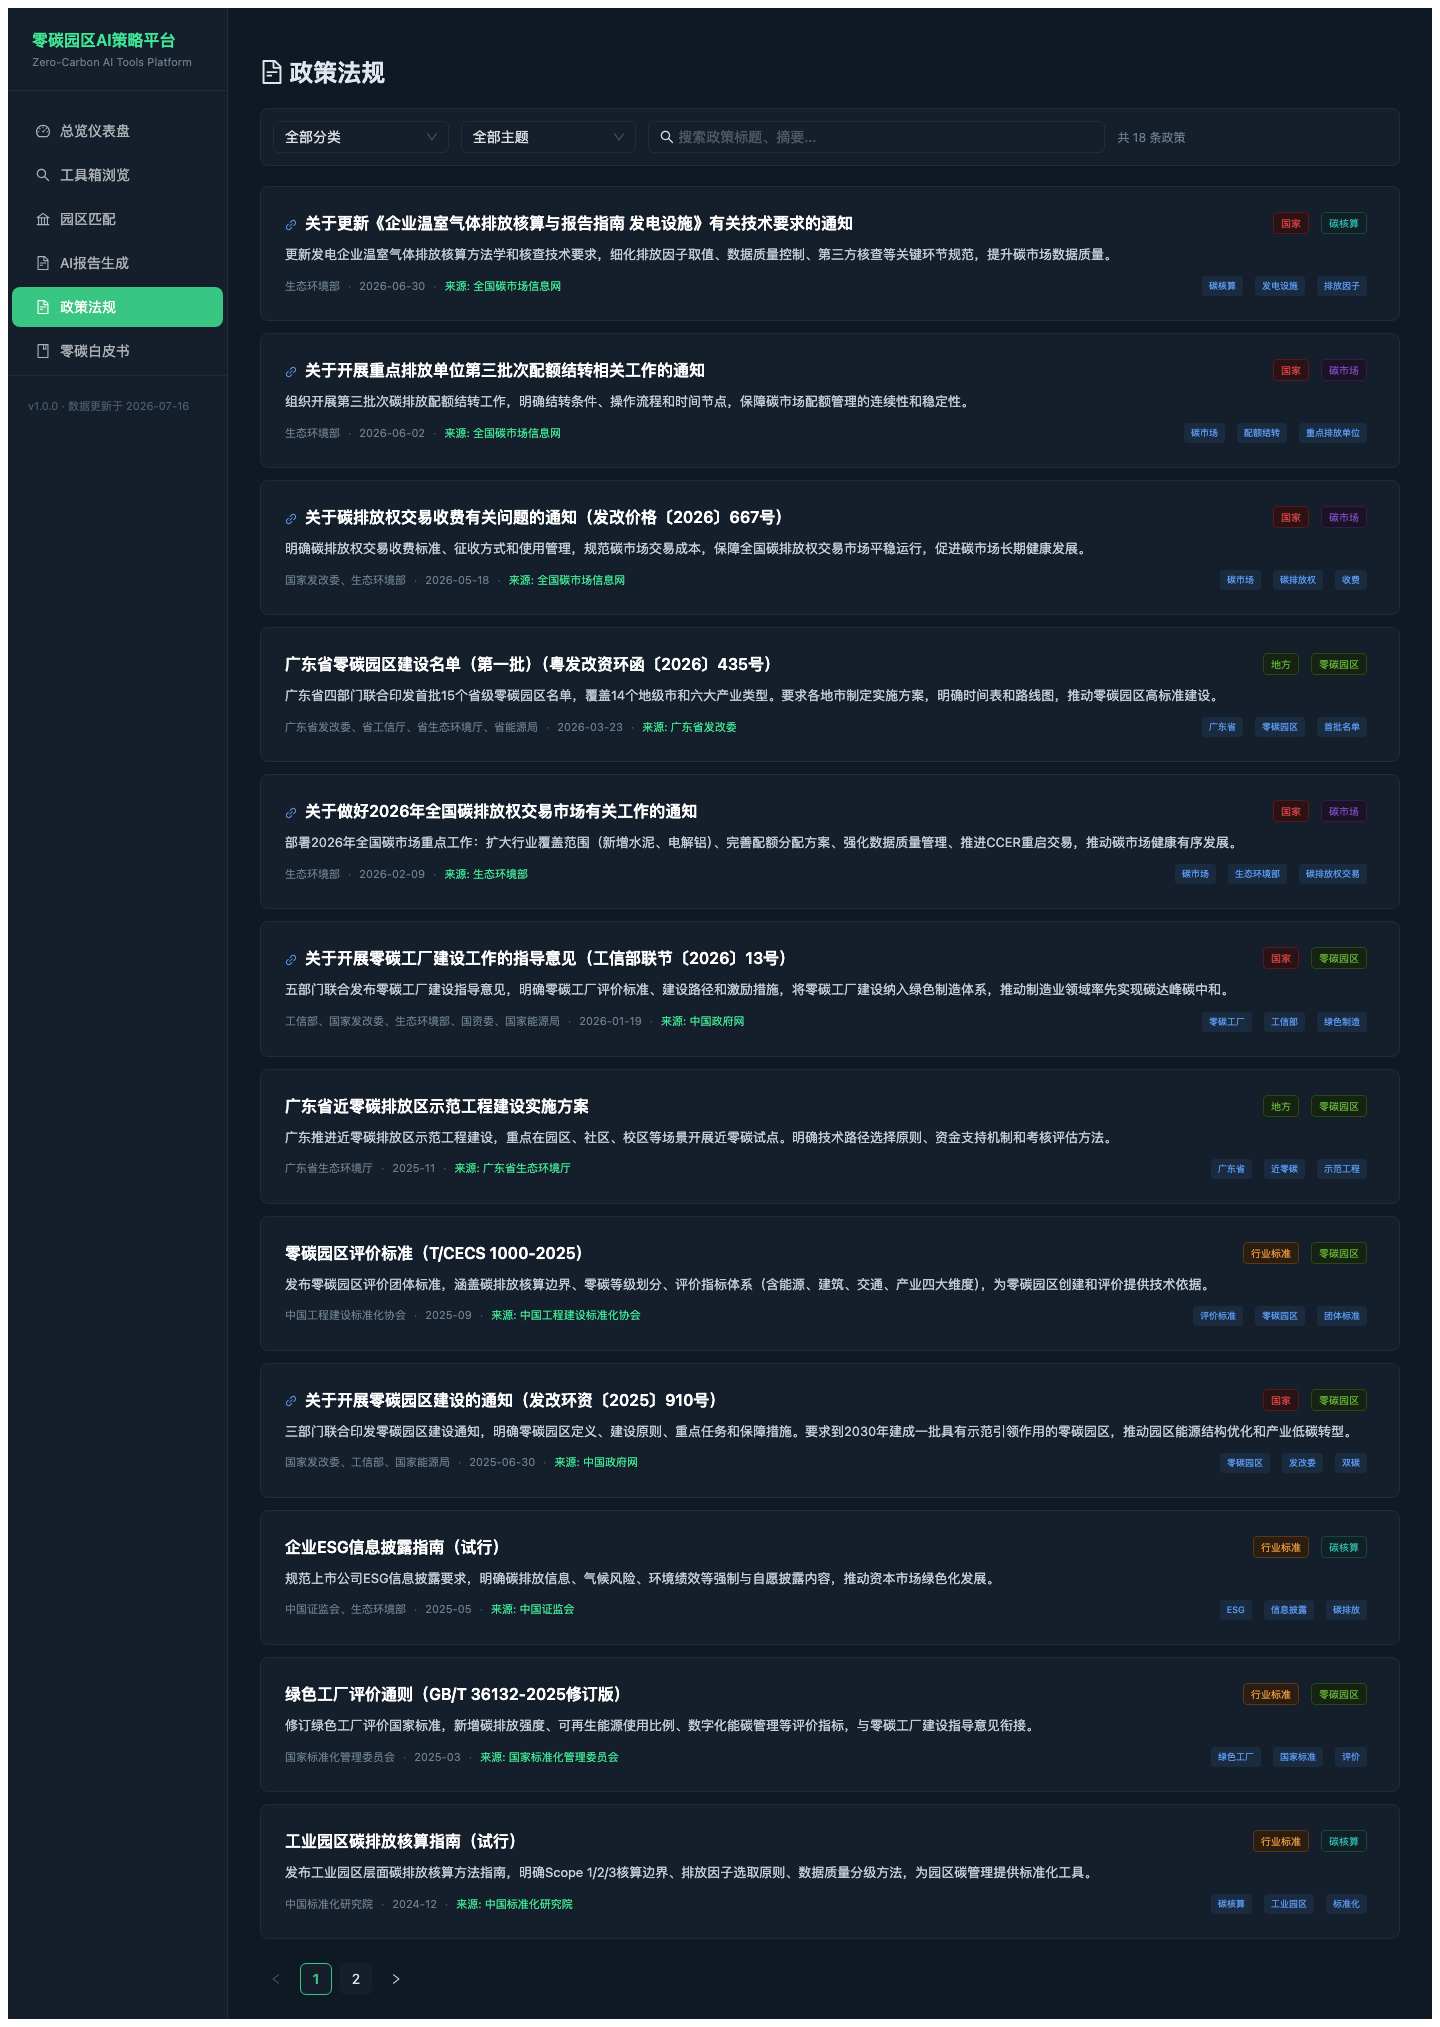 零碳园区AI策略平台
Zero-Carbon AI Tools Platform
总览仪表盘
工具箱浏览
园区匹配
AI报告生成
政策法规
零碳白皮书
v1.0.0 · 数据更新于 2026-07-16
政策法规
全部分类 全部主题 搜索政策标题、摘要... 共 18 条政策
关于更新《企业温室气体排放核算与报告指南 发电设施》有关技术要求的通知 国家 碳核算
更新发电企业温室气体排放核算方法学和核查技术要求，细化排放因子取值、数据质量控制、第三方核查等关键环节规范，提升碳市场数据质量。
生态环境部 · 2026-06-30 · 来源: 全国碳市场信息网 碳核算 发电设施 排放因子
关于开展重点排放单位第三批次配额结转相关工作的通知 国家 碳市场
组织开展第三批次碳排放配额结转工作，明确结转条件、操作流程和时间节点，保障碳市场配额管理的连续性和稳定性。
生态环境部 · 2026-06-02 · 来源: 全国碳市场信息网 碳市场 配额结转 重点排放单位
关于碳排放权交易收费有关问题的通知（发改价格〔2026〕667号） 国家 碳市场
明确碳排放权交易收费标准、征收方式和使用管理，规范碳市场交易成本，保障全国碳排放权交易市场平稳运行，促进碳市场长期健康发展。
国家发改委、生态环境部 · 2026-05-18 · 来源: 全国碳市场信息网 碳市场 碳排放权 收费
广东省零碳园区建设名单（第一批）（粤发改资环函〔2026〕435号） 地方 零碳园区
广东省四部门联合印发首批15个省级零碳园区名单，覆盖14个地级市和六大产业类型。要求各地市制定实施方案，明确时间表和路线图，推动零碳园区高标准建设。
广东省发改委、省工信厅、省生态环境厅、省能源局 · 2026-03-23 · 来源: 广东省发改委 广东省 零碳园区 首批名单
关于做好2026年全国碳排放权交易市场有关工作的通知 国家 碳市场
部署2026年全国碳市场重点工作：扩大行业覆盖范围（新增水泥、电解铝）、完善配额分配方案、强化数据质量管理、推进CCER重启交易，推动碳市场健康有序发展。
生态环境部 · 2026-02-09 · 来源: 生态环境部 碳市场 生态环境部 碳排放权交易
关于开展零碳工厂建设工作的指导意见（工信部联节〔2026〕13号） 国家 零碳园区
五部门联合发布零碳工厂建设指导意见，明确零碳工厂评价标准、建设路径和激励措施，将零碳工厂建设纳入绿色制造体系，推动制造业领域率先实现碳达峰碳中和。
工信部、国家发改委、生态环境部、国资委、国家能源局 · 2026-01-19 · 来源: 中国政府网 零碳工厂 工信部 绿色制造
广东省近零碳排放区示范工程建设实施方案 地方 零碳园区
广东推进近零碳排放区示范工程建设，重点在园区、社区、校区等场景开展近零碳试点。明确技术路径选择原则、资金支持机制和考核评估方法。
广东省生态环境厅 · 2025-11 · 来源: 广东省生态环境厅 广东省 近零碳 示范工程
零碳园区评价标准（T/CECS 1000-2025） 行业标准 零碳园区
发布零碳园区评价团体标准，涵盖碳排放核算边界、零碳等级划分、评价指标体系（含能源、建筑、交通、产业四大维度），为零碳园区创建和评价提供技术依据。
中国工程建设标准化协会 · 2025-09 · 来源: 中国工程建设标准化协会 评价标准 零碳园区 团体标准
关于开展零碳园区建设的通知（发改环资〔2025〕910号） 国家 零碳园区
三部门联合印发零碳园区建设通知，明确零碳园区定义、建设原则、重点任务和保障措施。要求到2030年建成一批具有示范引领作用的零碳园区，推动园区能源结构优化和产业低碳转型。
国家发改委、工信部、国家能源局 · 2025-06-30 · 来源: 中国政府网 零碳园区 发改委 双碳
企业ESG信息披露指南（试行） 行业标准 碳核算
规范上市公司ESG信息披露要求，明确碳排放信息、气候风险、环境绩效等强制与自愿披露内容，推动资本市场绿色化发展。
中国证监会、生态环境部 · 2025-05 · 来源: 中国证监会 ESG 信息披露 碳排放
绿色工厂评价通则（GB/T 36132-2025修订版） 行业标准 零碳园区
修订绿色工厂评价国家标准，新增碳排放强度、可再生能源使用比例、数字化能碳管理等评价指标，与零碳工厂建设指导意见衔接。
国家标准化管理委员会 · 2025-03 · 来源: 国家标准化管理委员会 绿色工厂 国家标准 评价
工业园区碳排放核算指南（试行） 行业标准 碳核算
发布工业园区层面碳排放核算方法指南，明确Scope 1/2/3核算边界、排放因子选取原则、数据质量分级方法，为园区碳管理提供标准化工具。
中国标准化研究院 · 2024-12 · 来源: 中国标准化研究院 碳核算 工业园区 标准化
1 2